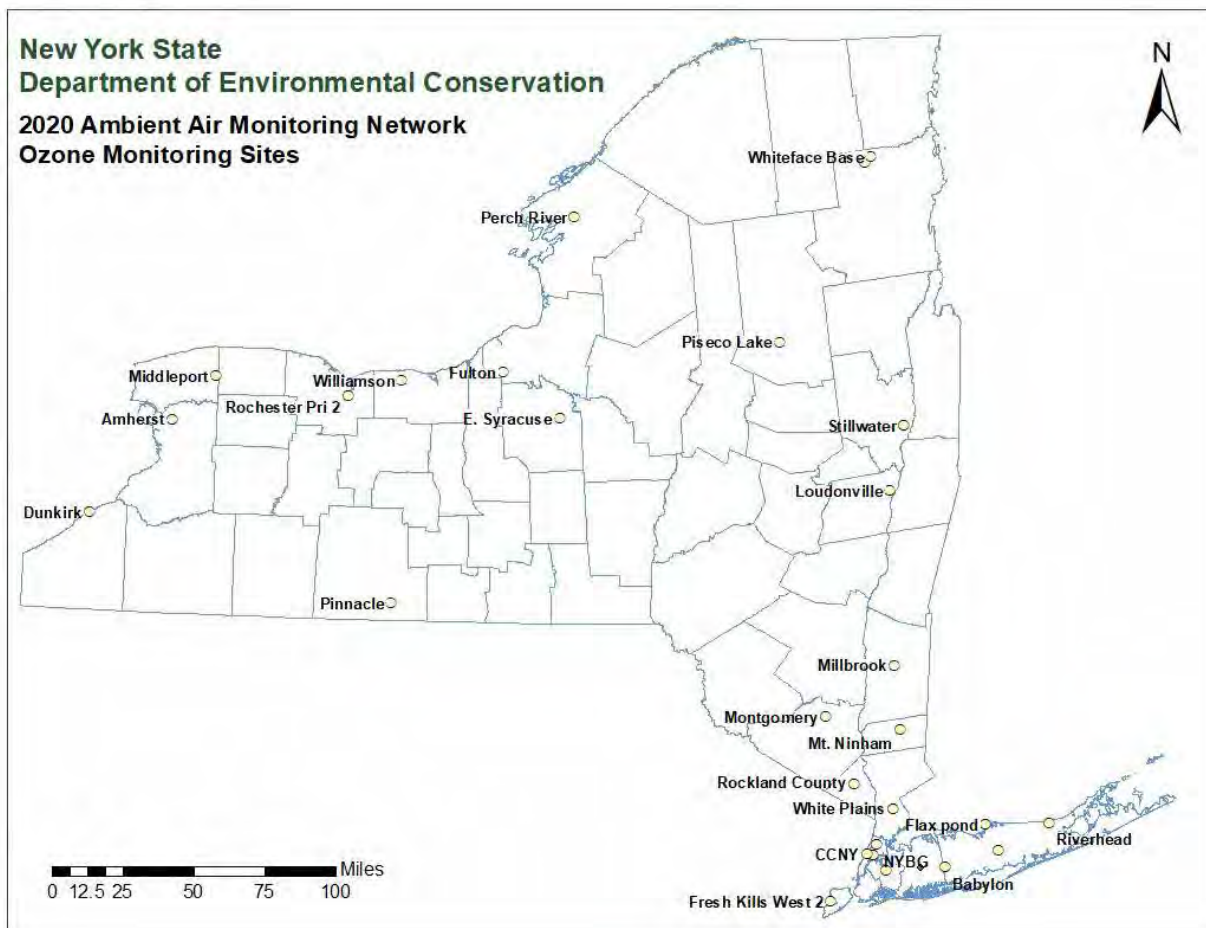 New York State
Department of Environmental Conservation
2020 Ambient Air Monitoring Network
Ozone Monitoring Sites
N
Whiteface Base
Perch River
Piseco Lake
Middleport
Williamson
Fulton
Rochester Pri 2
Amherst
E. Syracuse
Stillwater
Loudonville
Dunkirk
Pinnacle
Millbrook
Montgomery
Mt. Ninham
Rockland County
White Plains
Flax pond
Riverhead
CCNY
NYBG
Babylon
Fresh Kills West 2
Miles
0 12.5 25 50 75 100